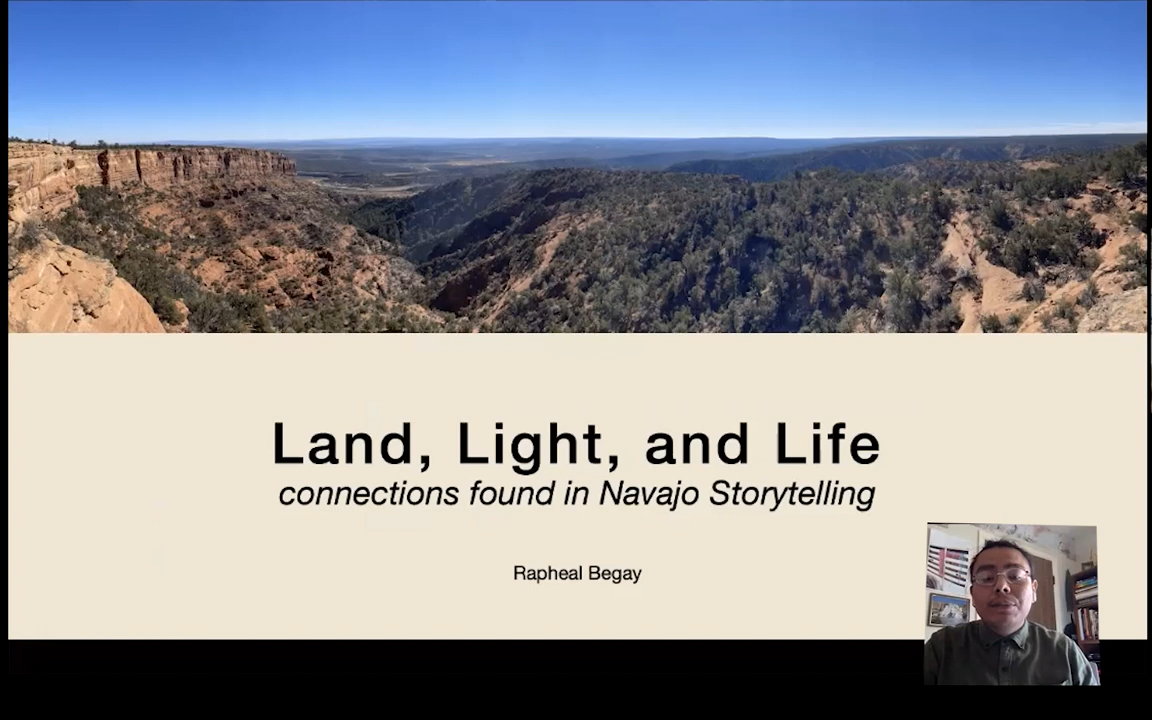 Land, Light, and Life
connections found in Navajo Storytelling
Rapheal Begay